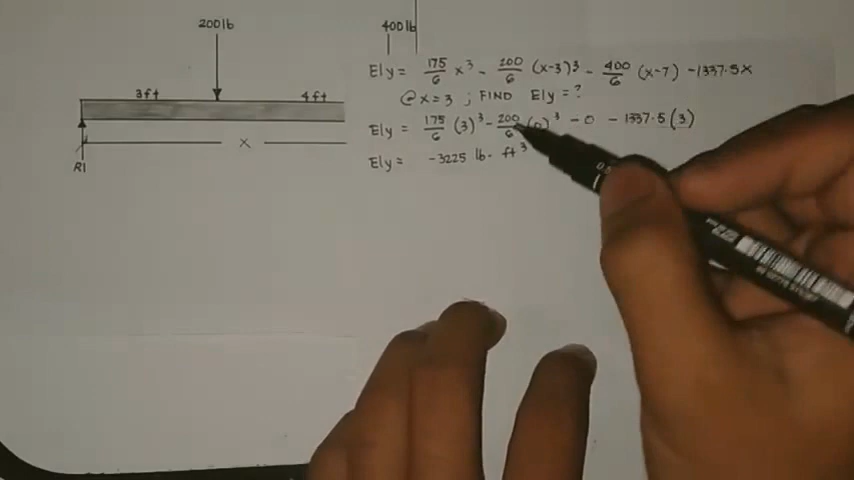 200lb
400lb
3ft
4ft
X
R1
EIy = 175/6 x³ - 200/6 (x-3)³ - 400/6 (x-7) -1337.5x
@x=3 ; FIND EIy = ?
EIy = 175/6 (3)³ - 200/6 (0)³ - 0 - 1337.5(3)
EIy = -3225 lb- ft³